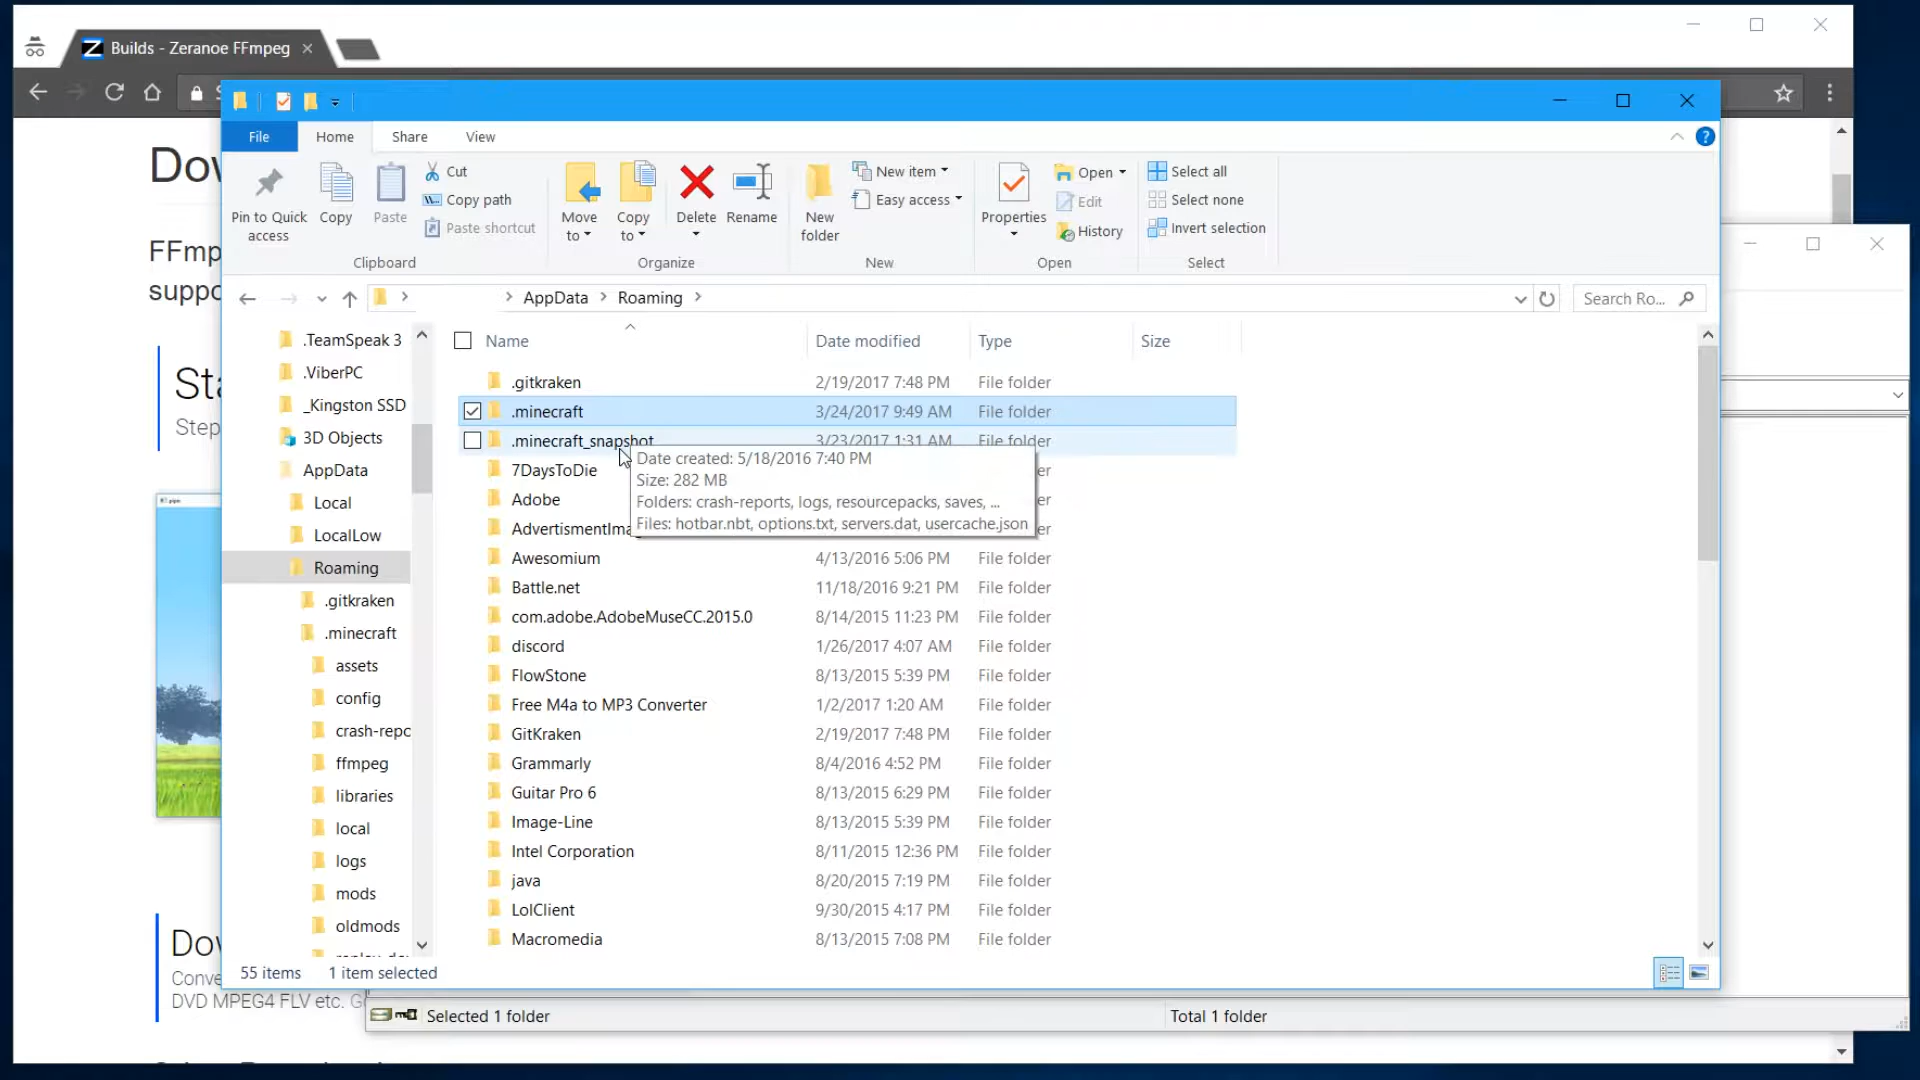 Builds - Zeranoe FFmpeg
File
Home
Share
View
Pin to Quick access
Copy
Paste
Cut
Copy path
Paste shortcut
Clipboard
Move to
Copy to
Delete
Rename
Organize
New folder
New item
Easy access
New
Properties
Open
Edit
History
Open
Select all
Select none
Invert selection
Select
AppData
Roaming
Search Ro...
.TeamSpeak 3
.ViberPC
_Kingston SSD
3D Objects
AppData
Local
LocalLow
Roaming
.gitkraken
.minecraft
assets
config
crash-repc
ffmpeg
libraries
local
logs
mods
oldmods
Name Date modified Type Size
.gitkraken 2/19/2017 7:48 PM File folder
.minecraft 3/24/2017 9:49 AM File folder
.minecraft_snapshot 3/23/2017 1:31 AM File folder
7DaysToDie er
Adobe er
AdvertismentIma er
Date created: 5/18/2016 7:40 PM
Size: 282 MB
Folders: crash-reports, logs, resourcepacks, saves, ...
Files: hotbar.nbt, options.txt, servers.dat, usercache.json
Awesomium 4/13/2016 5:06 PM File folder
Battle.net 11/18/2016 9:21 PM File folder
com.adobe.AdobeMuseCC.2015.0 8/14/2015 11:23 PM File folder
discord 1/26/2017 4:07 AM File folder
FlowStone 8/13/2015 5:39 PM File folder
Free M4a to MP3 Converter 1/2/2017 1:20 AM File folder
GitKraken 2/19/2017 7:48 PM File folder
Grammarly 8/4/2016 4:52 PM File folder
Guitar Pro 6 8/13/2015 6:29 PM File folder
Image-Line 8/13/2015 5:39 PM File folder
Intel Corporation 8/11/2015 12:36 PM File folder
java 8/20/2015 7:19 PM File folder
LolClient 9/30/2015 4:17 PM File folder
Macromedia 8/13/2015 7:08 PM File folder
55 items 1 item selected
Selected 1 folder
Total 1 folder
Dow
FFmp
suppo
Sta
Step
Dov
Conve
DVD MPEG4 FLV etc. G